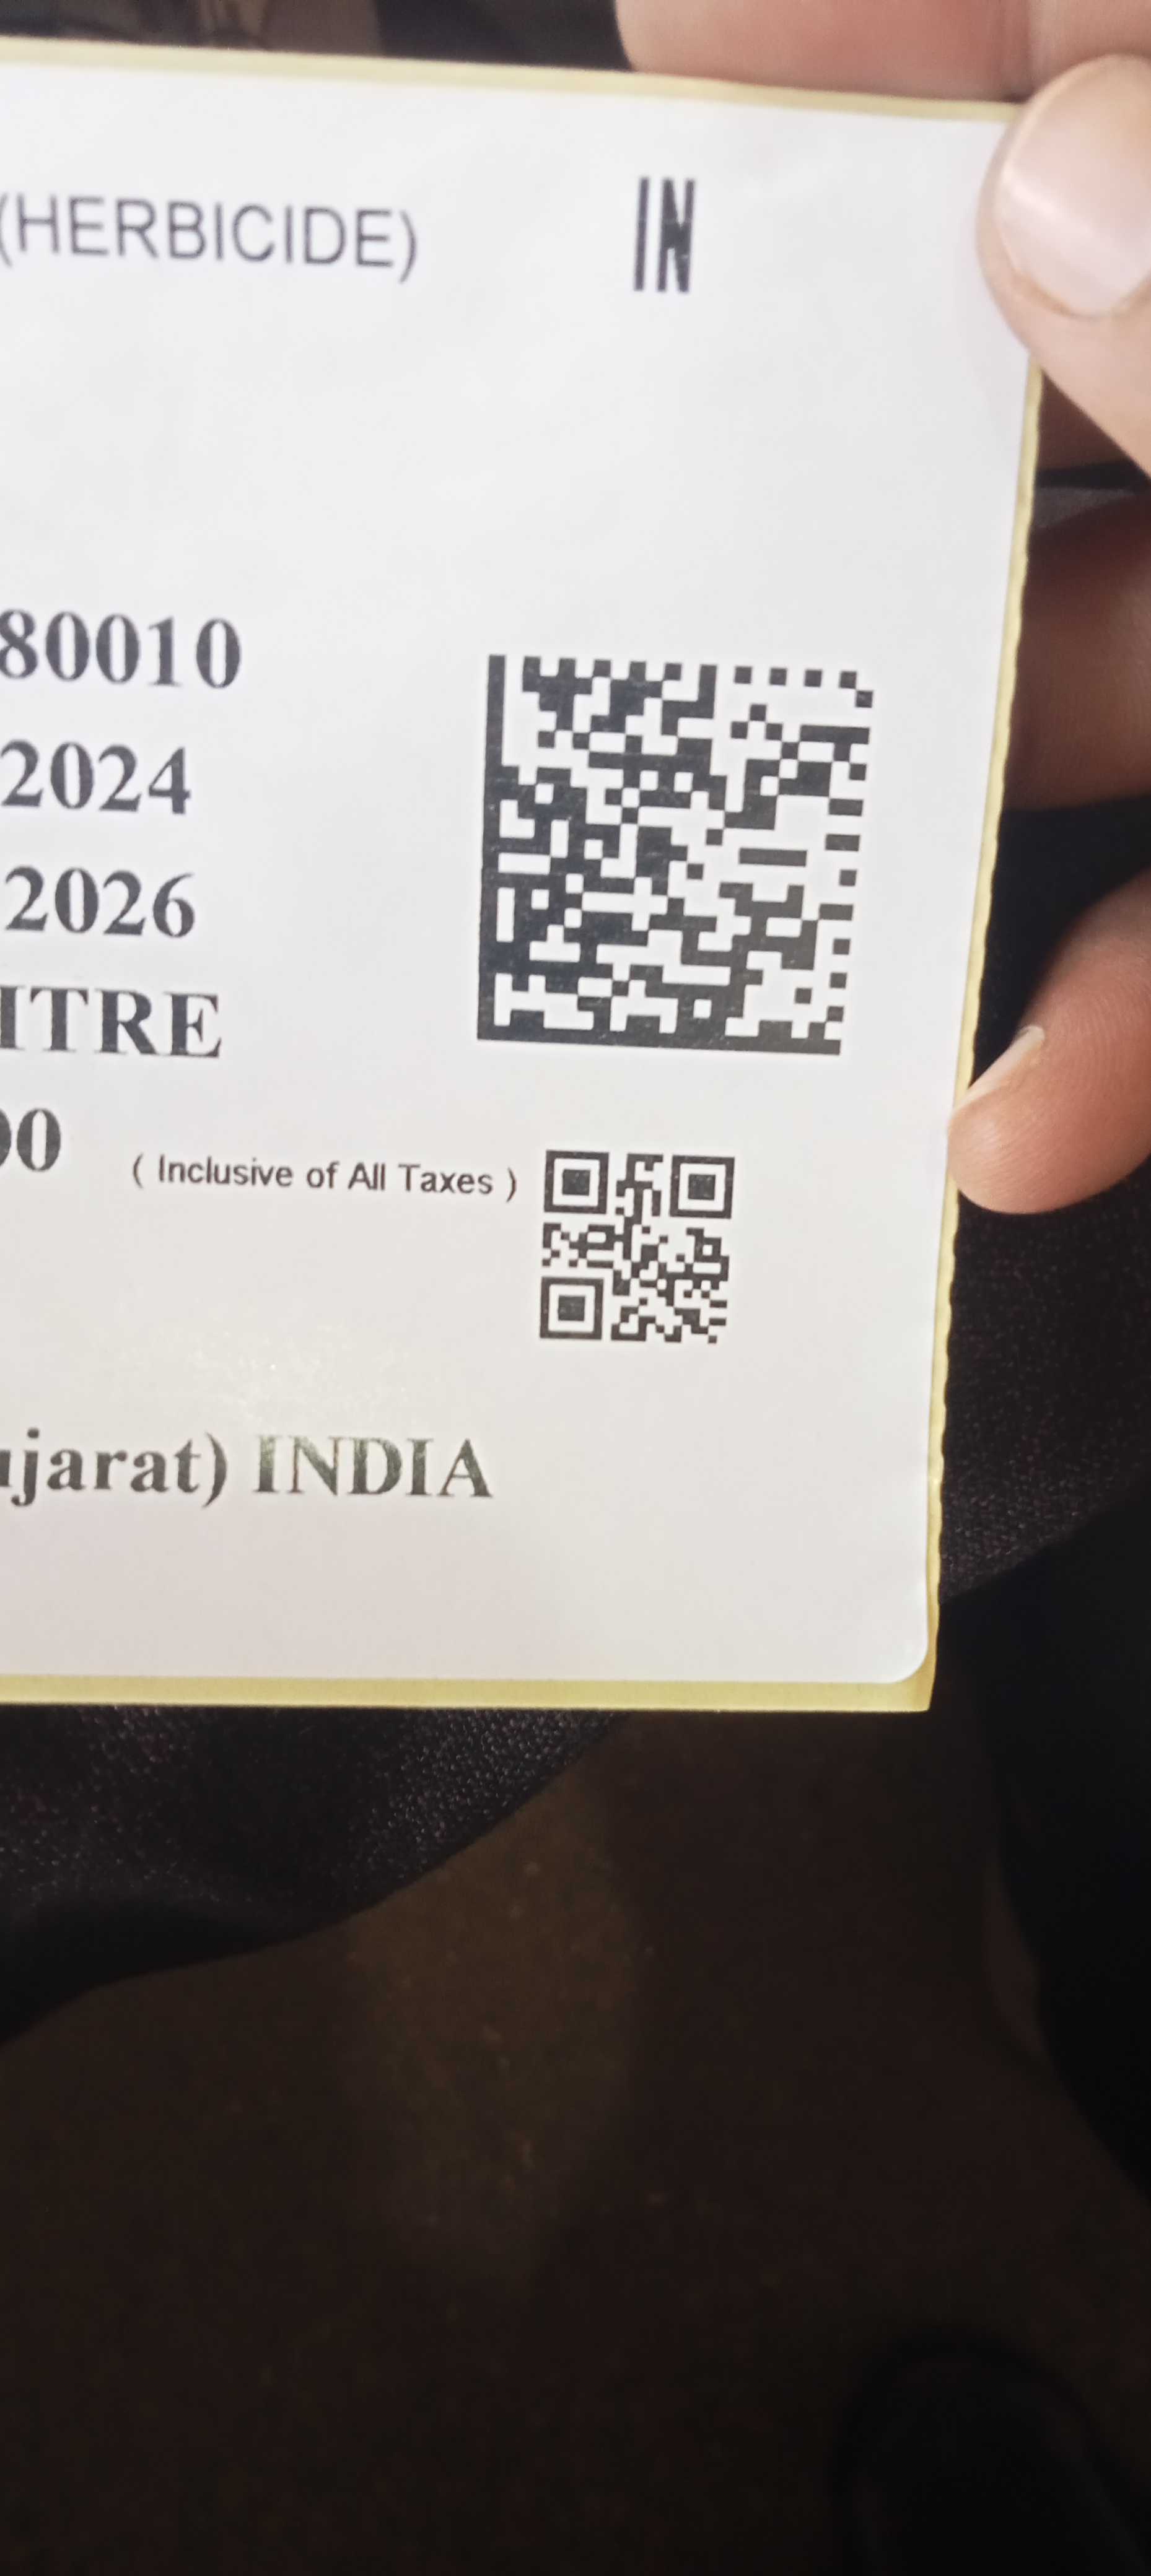 (HERBICIDE) IN
80010
2024
2026
ITRE
00 ( Inclusive of All Taxes )
ujarat) INDIA